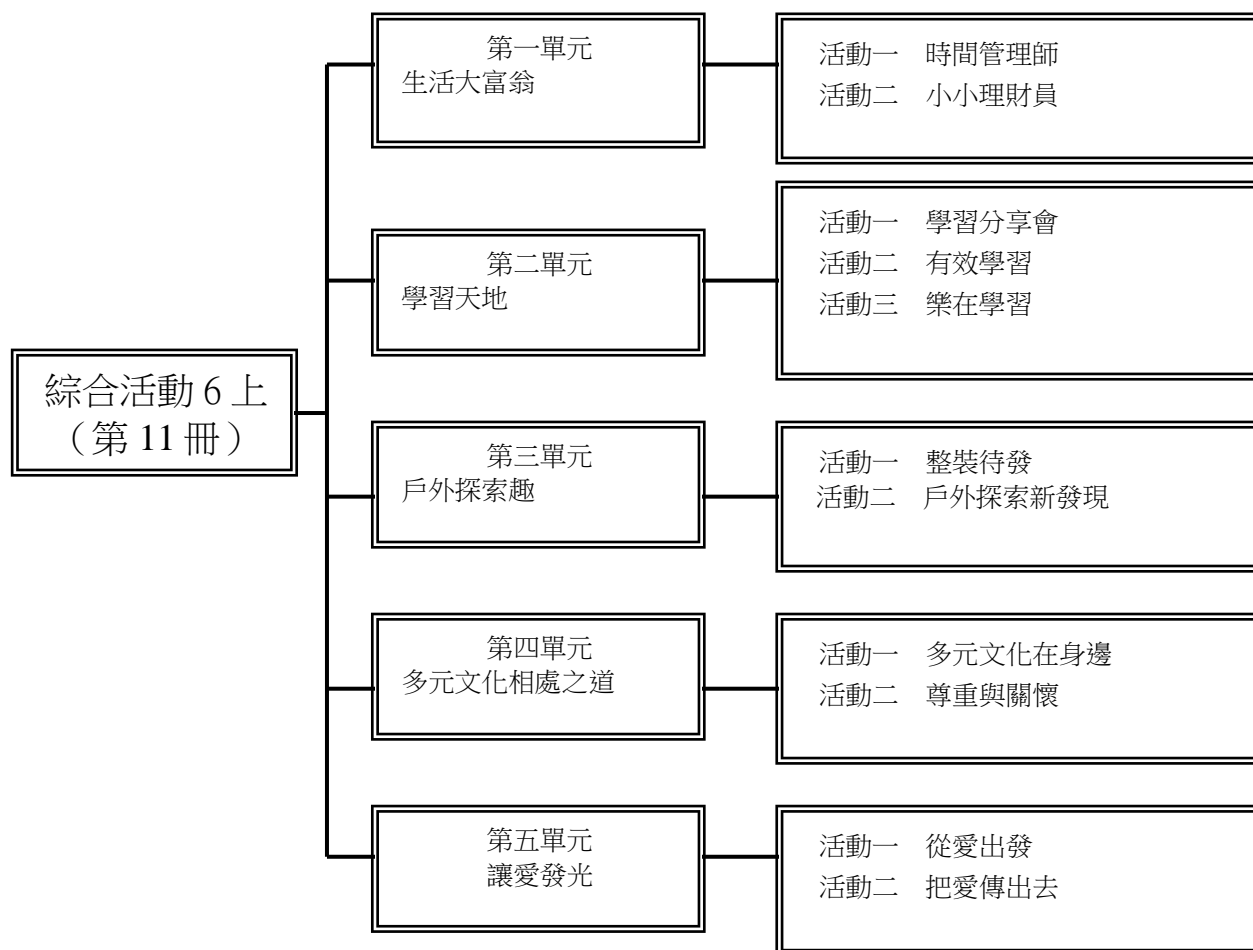 第一單元
生活大富翁
活動一　時間管理師
活動二　小小理財員
第二單元
學習天地
活動一　學習分享會
活動二　有效學習
活動三　樂在學習
綜合活動 6 上
（第 11 冊）
第三單元
戶外探索趣
活動一　整裝待發
活動二　戶外探索新發現
第四單元
多元文化相處之道
活動一　多元文化在身邊
活動二　尊重與關懷
第五單元
讓愛發光
活動一　從愛出發
活動二　把愛傳出去